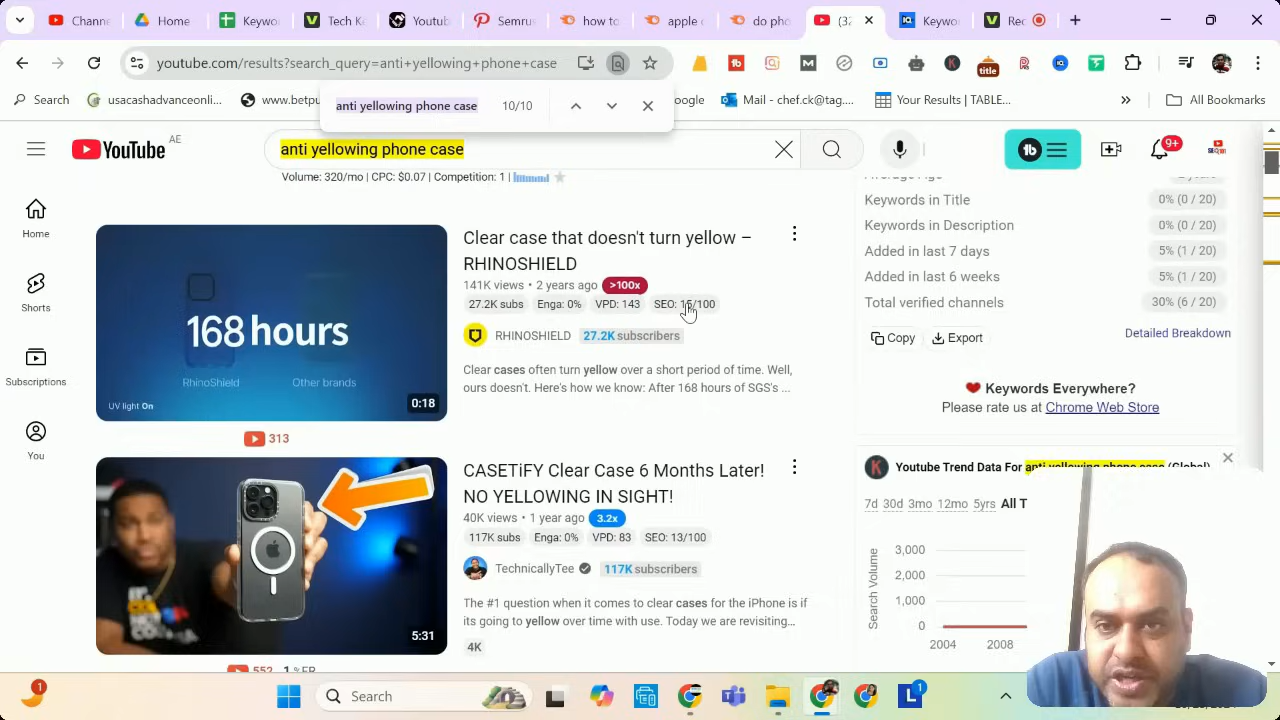 Channel
Google
Keywor
Tech Ke
Youtub
Semrus
how to
apple c
do pho
(32
Keywo
Rec
youtube.com/results?search_query=anti+yellowing+phone+case
title
Search
usacashadvanceonline...
www.betpu
anti yellowing phone case
10/10
oogle
Mail - chef.ck@tag....
Your Results | TABLE...
All Bookmarks
YouTube AE
anti yellowing phone case
9+
Volume: 320/mo | CPC: $0.07 | Competition: 1 |
Keywords in Title
0% (0 / 20)
Keywords in Description
0% (0 / 20)
Added in last 7 days
5% (1 / 20)
Added in last 6 weeks
5% (1 / 20)
Total verified channels
30% (6 / 20)
Copy
Export
Detailed Breakdown
Keywords Everywhere?
Please rate us at Chrome Web Store
Youtube Trend Data For anti yellowing phone case (Global)
7d 30d 3mo 12mo 5yrs All T
Search Volume
3,000
2,000
1,000
0
2004
2008
Home
Shorts
Subscriptions
You
168 hours
RhinoShield
Other brands
UV light On
0:18
Clear case that doesn't turn yellow –
RHINOSHIELD
141K views • 2 years ago >100x
27.2K subs Enga: 0% VPD: 143 SEO: 15/100
RHINOSHIELD 27.2K subscribers
Clear cases often turn yellow over a short period of time. Well,
ours doesn't. Here's how we know: After 168 hours of SGS's ...
313
5:31
CASETiFY Clear Case 6 Months Later!
NO YELLOWING IN SIGHT!
40K views • 1 year ago 3.2x
117K subs Enga: 0% VPD: 83 SEO: 13/100
TechnicallyTee 117K subscribers
The #1 question when it comes to clear cases for the iPhone is if
its going to yellow over time with use. Today we are revisiting...
4K
552
1
Search
1